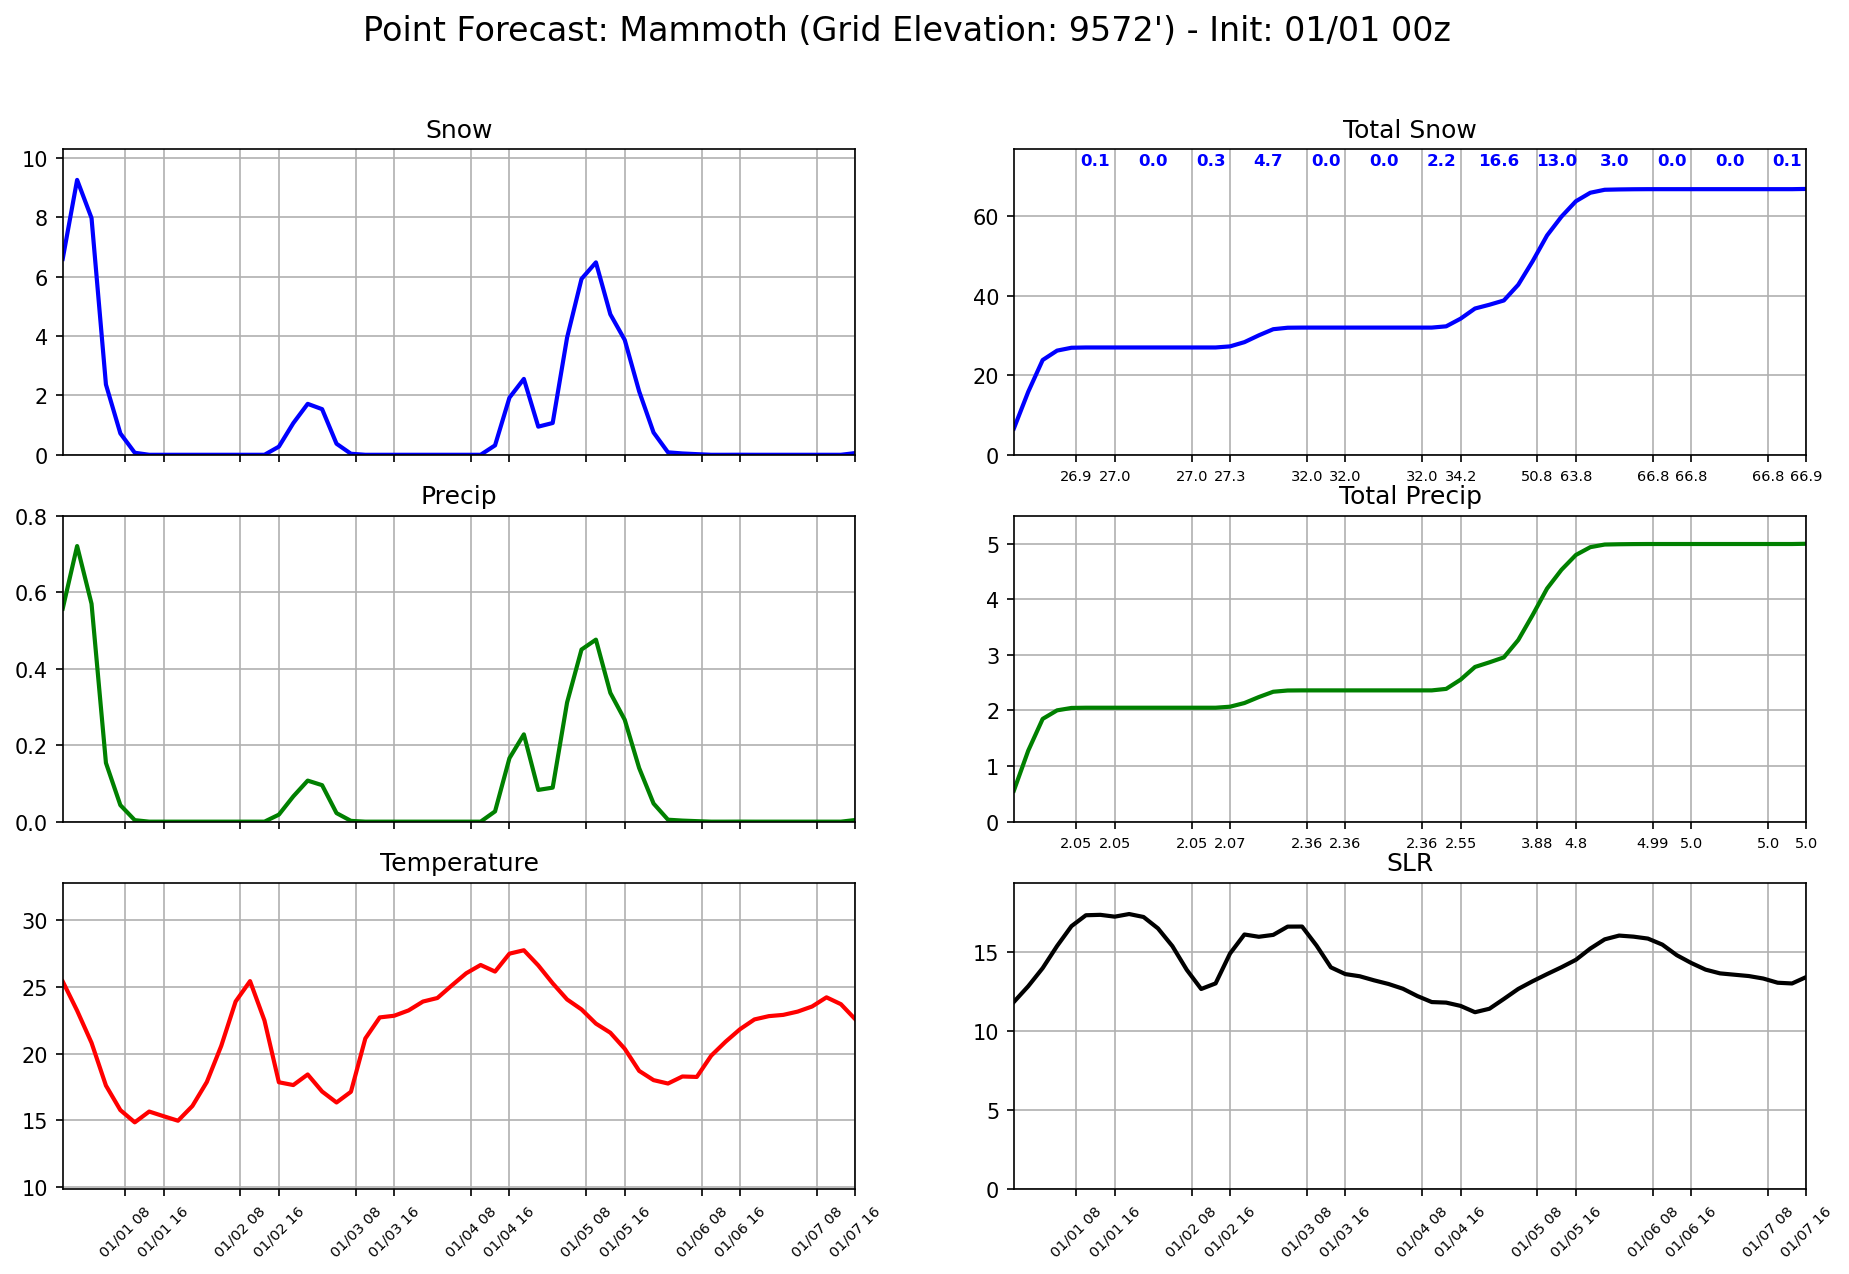 Point Forecast: Mammoth (Grid Elevation: 9572') - Init: 01/01 00z
Snow
10
8
6
4
2
0
Total Snow
0.1 0.0 0.3 4.7 0.0 0.0 2.2 16.6 13.0 3.0 0.0 0.0 0.1
60
40
20
0
26.9 27.0 27.0 27.3 32.0 32.0 32.0 34.2 50.8 63.8 66.8 66.8 66.8 66.9
Precip
0.8
0.6
0.4
0.2
0.0
Total Precip
5
4
3
2
1
0
2.05 2.05 2.05 2.07 2.36 2.36 2.36 2.55 3.88 4.8 4.99 5.0 5.0 5.0
Temperature
30
25
20
15
10
01/01 08 01/01 16 01/02 08 01/02 16 01/03 08 01/03 16 01/04 08 01/04 16 01/05 08 01/05 16 01/06 08 01/06 16 01/07 08 01/07 16
SLR
15
10
5
0
01/01 08 01/01 16 01/02 08 01/02 16 01/03 08 01/03 16 01/04 08 01/04 16 01/05 08 01/05 16 01/06 08 01/06 16 01/07 08 01/07 16